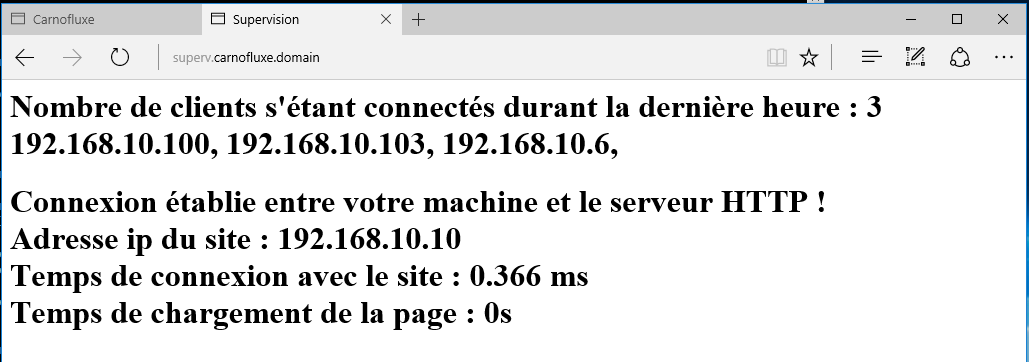 Carnofluxe
Supervision
superv.carnofluxe.domain
Nombre de clients s'étant connectés durant la dernière heure : 3
192.168.10.100, 192.168.10.103, 192.168.10.6,
Connexion établie entre votre machine et le serveur HTTP !
Adresse ip du site : 192.168.10.10
Temps de connexion avec le site : 0.366 ms
Temps de chargement de la page : 0s